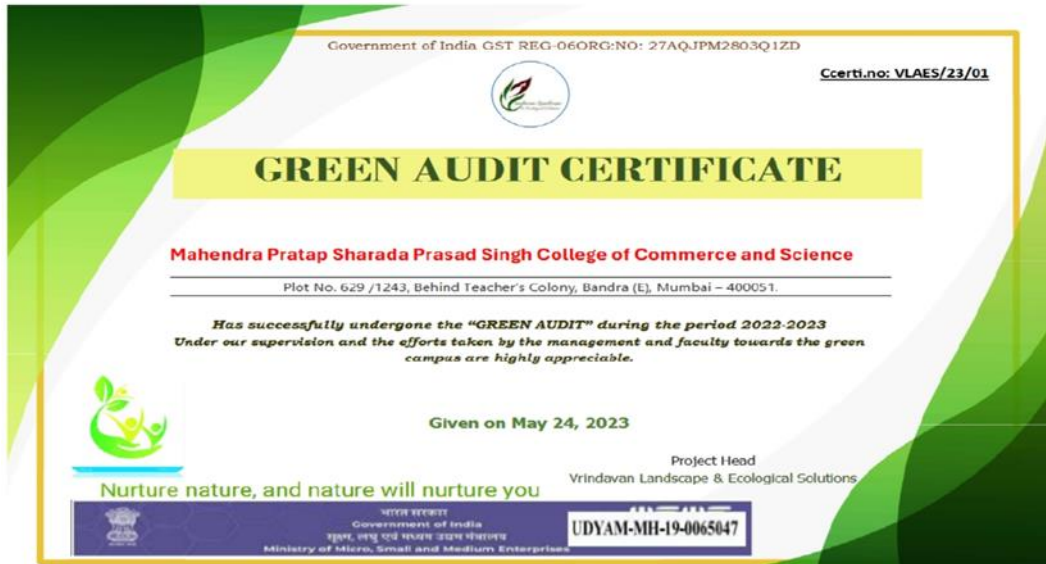 Government of India GST REG-06ORG:NO: 27AQJPM2803Q1ZD
Ccerti.no: VLAES/23/01
GREEN AUDIT CERTIFICATE
Mahendra Pratap Sharada Prasad Singh College of Commerce and Science
Plot No. 629 /1243, Behind Teacher's Colony, Bandra (E), Mumbai – 400051.
Has successfully undergone the “GREEN AUDIT” during the period 2022-2023
Under our supervision and the efforts taken by the management and faculty towards the green
campus are highly appreciable.
Given on May 24, 2023
Project Head
Vrindavan Landscape & Ecological Solutions
Nurture nature, and nature will nurture you
भारत सरकार
Government of India
सूक्ष्म, लघु एवं मध्यम उद्यम मंत्रालय
Ministry of Micro, Small and Medium Enterprises
UDYAM-MH-19-0065047